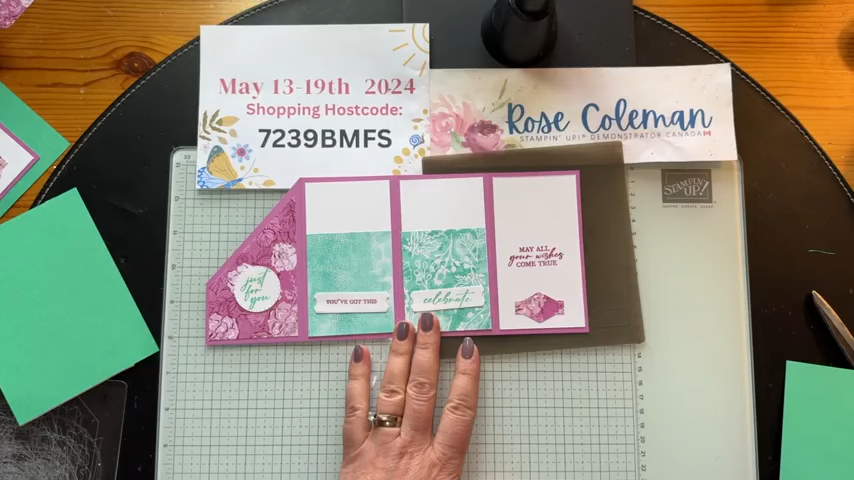 May 13-19th 2024
Shopping Hostcode:
7239BMFS
Rose Coleman
STAMPIN' UP!® DEMONSTRATOR CANADA
STAMPIN' UP!
just
for
you
YOU'VE GOT THIS
celebrate
MAY ALL
your wishes
COME TRUE